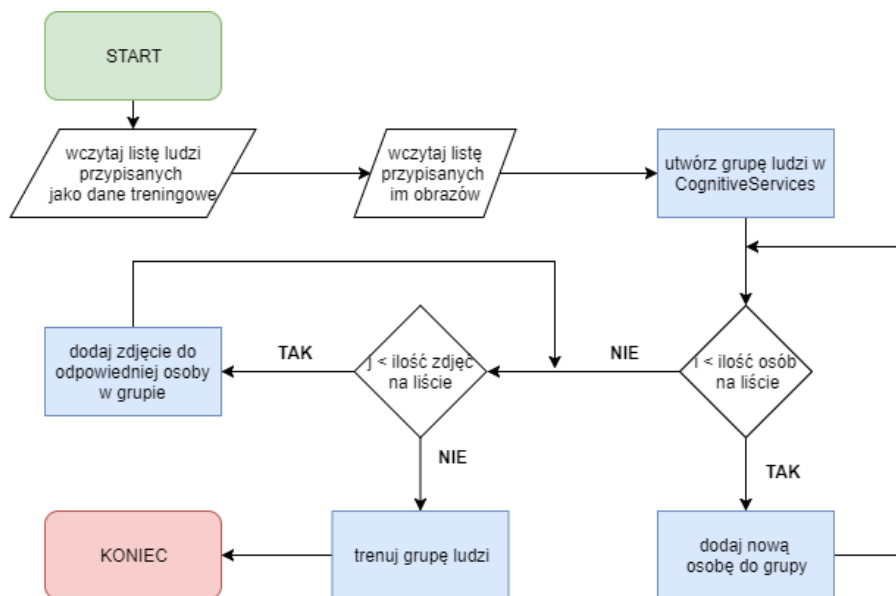 START
wczytaj listę ludzi
przypisanych
jako dane treningowe
wczytaj listę
przypisanych
im obrazów
utwórz grupę ludzi w
CognitiveServices
dodaj zdjęcie do
odpowiedniej osoby
w grupie
TAK
j < ilość zdjęć
na liście
NIE
i < ilość osób
na liście
NIE
TAK
KONIEC
trenuj grupę ludzi
dodaj nową
osobę do grupy